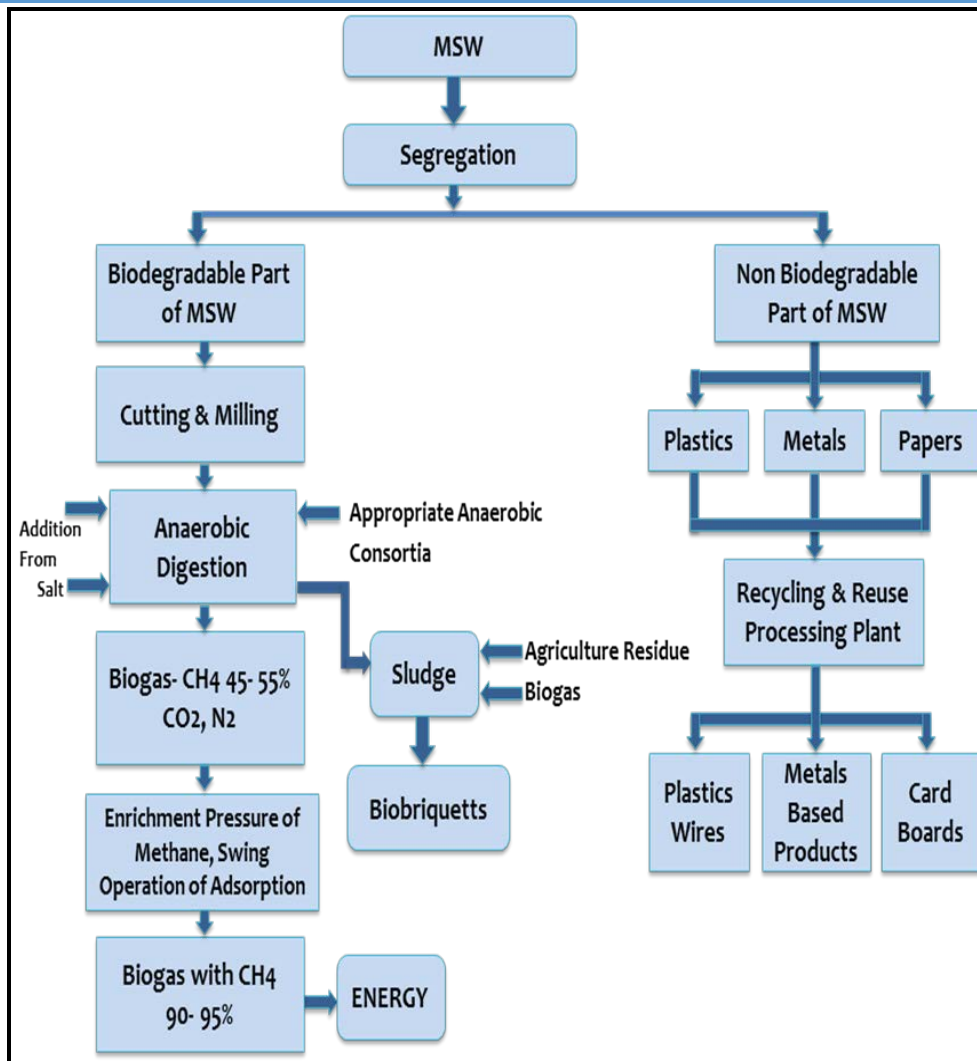 MSW
Segregation
Biodegradable Part
of MSW
Non Biodegradable
Part of MSW
Cutting & Milling
Plastics
Metals
Papers
Addition
From
Salt
Anaerobic
Digestion
Appropriate Anaerobic
Consortia
Recycling & Reuse
Processing Plant
Biogas- CH4 45- 55%
CO2, N2
Sludge
Agriculture Residue
Biogas
Biobriquetts
Plastics
Wires
Metals
Based
Products
Card
Boards
Enrichment Pressure of
Methane, Swing
Operation of Adsorption
Biogas with CH4
90- 95%
ENERGY